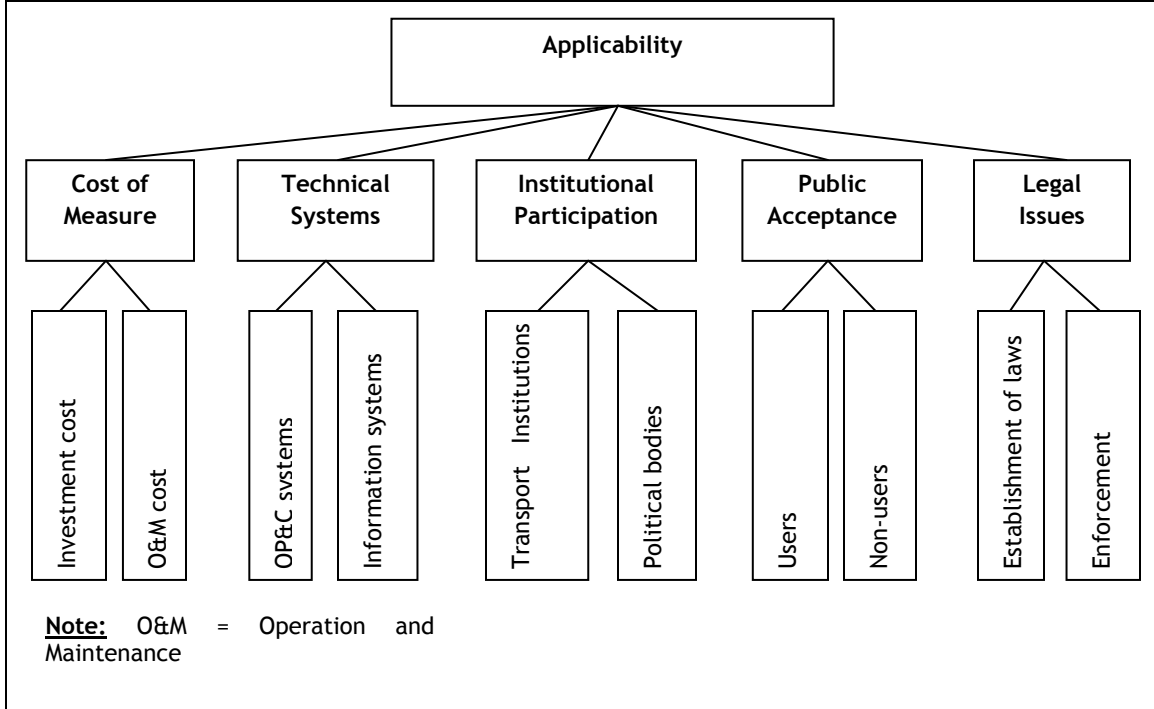 Applicability
Cost of
Measure
Technical
Systems
Institutional
Participation
Public
Acceptance
Legal
Issues
Investment cost
O&M cost
OP&C systems
Information systems
Transport Institutions
Political bodies
Users
Non-users
Establishment of laws
Enforcement
Note: O&M = Operation and
Maintenance